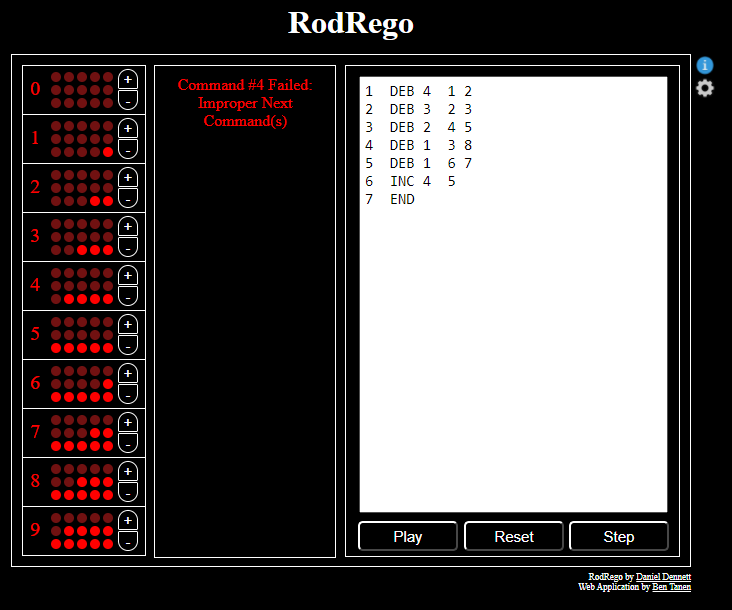 RodRego
0
+
-
1
+
-
2
+
-
3
+
-
4
+
-
5
+
-
6
+
-
7
+
-
8
+
-
9
+
-
Command #4 Failed:
Improper Next
Command(s)
1 DEB 4 1 2
2 DEB 3 2 3
3 DEB 2 4 5
4 DEB 1 3 8
5 DEB 1 6 7
6 INC 4 5
7 END
Play Reset Step
i
RodRego by Daniel Dennett
Web Application by Ben Tanen